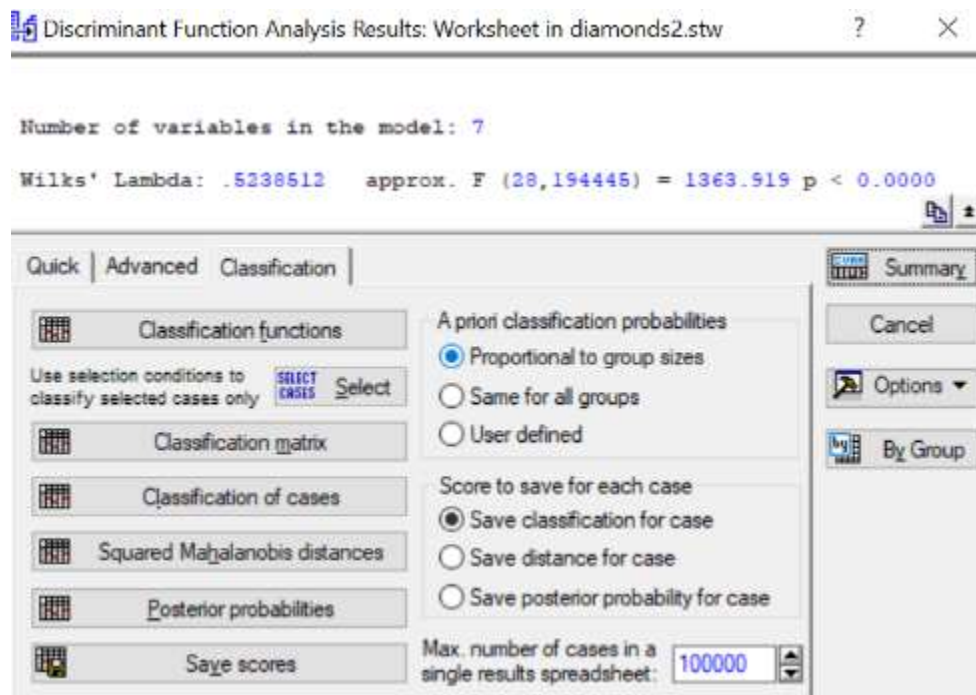 Discriminant Function Analysis Results: Worksheet in diamonds2.stw ? ×
Number of variables in the model: 7
Wilks' Lambda: .5238512 approx. F (28,194445) = 1363.919 p < 0.0000
Quick Advanced Classification
Summary
Cancel
Options
By Group
Classification functions
Use selection conditions to
classify selected cases only
SELECT
CASES
Select
Classification matrix
Classification of cases
Squared Mahalanobis distances
Posterior probabilities
Save scores
A priori classification probabilities
Proportional to group sizes
Same for all groups
User defined
Score to save for each case
Save classification for case
Save distance for case
Save posterior probability for case
Max. number of cases in a
single results spreadsheet: 100000